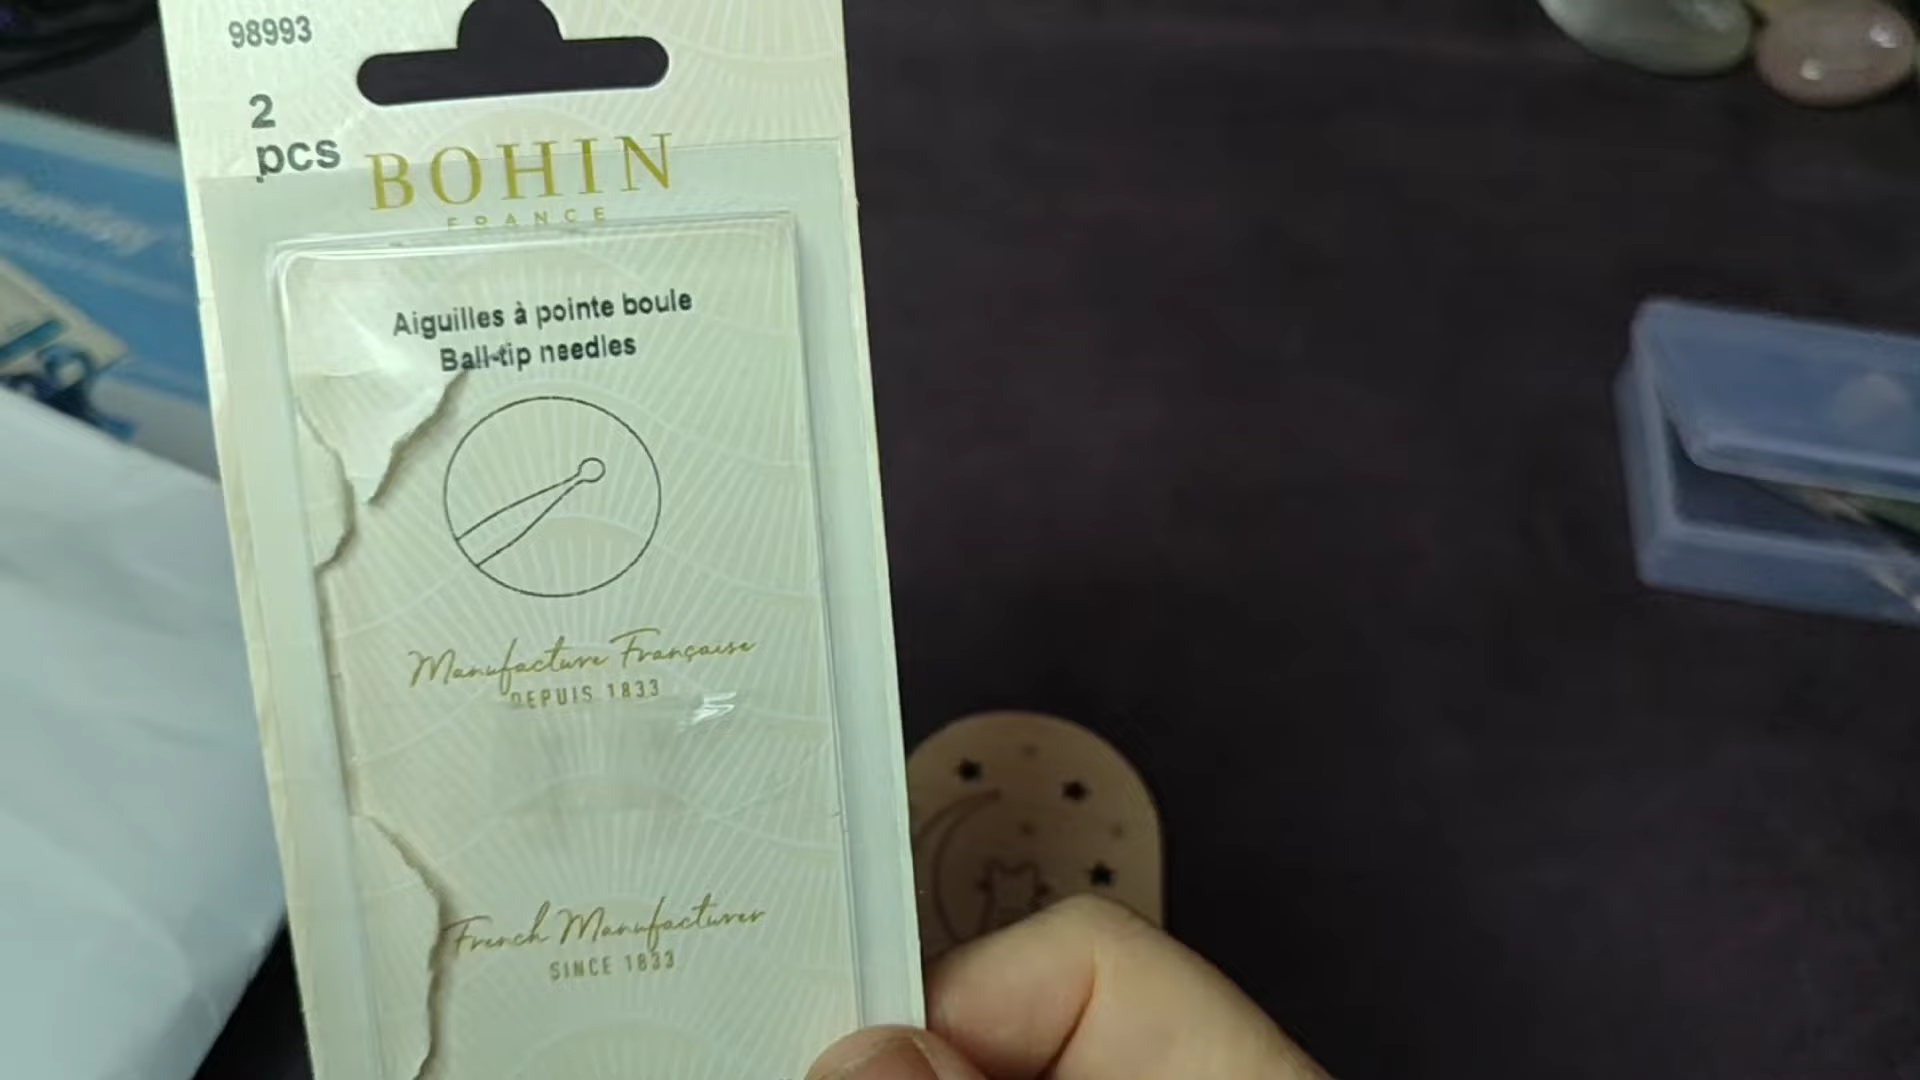 98993
2
pcs
BOHIN
FRANCE
Aiguilles à pointe boule
Ball-tip needles
Manufacture Française
DEPUIS 1833
French Manufacturer
SINCE 1833
Sunday